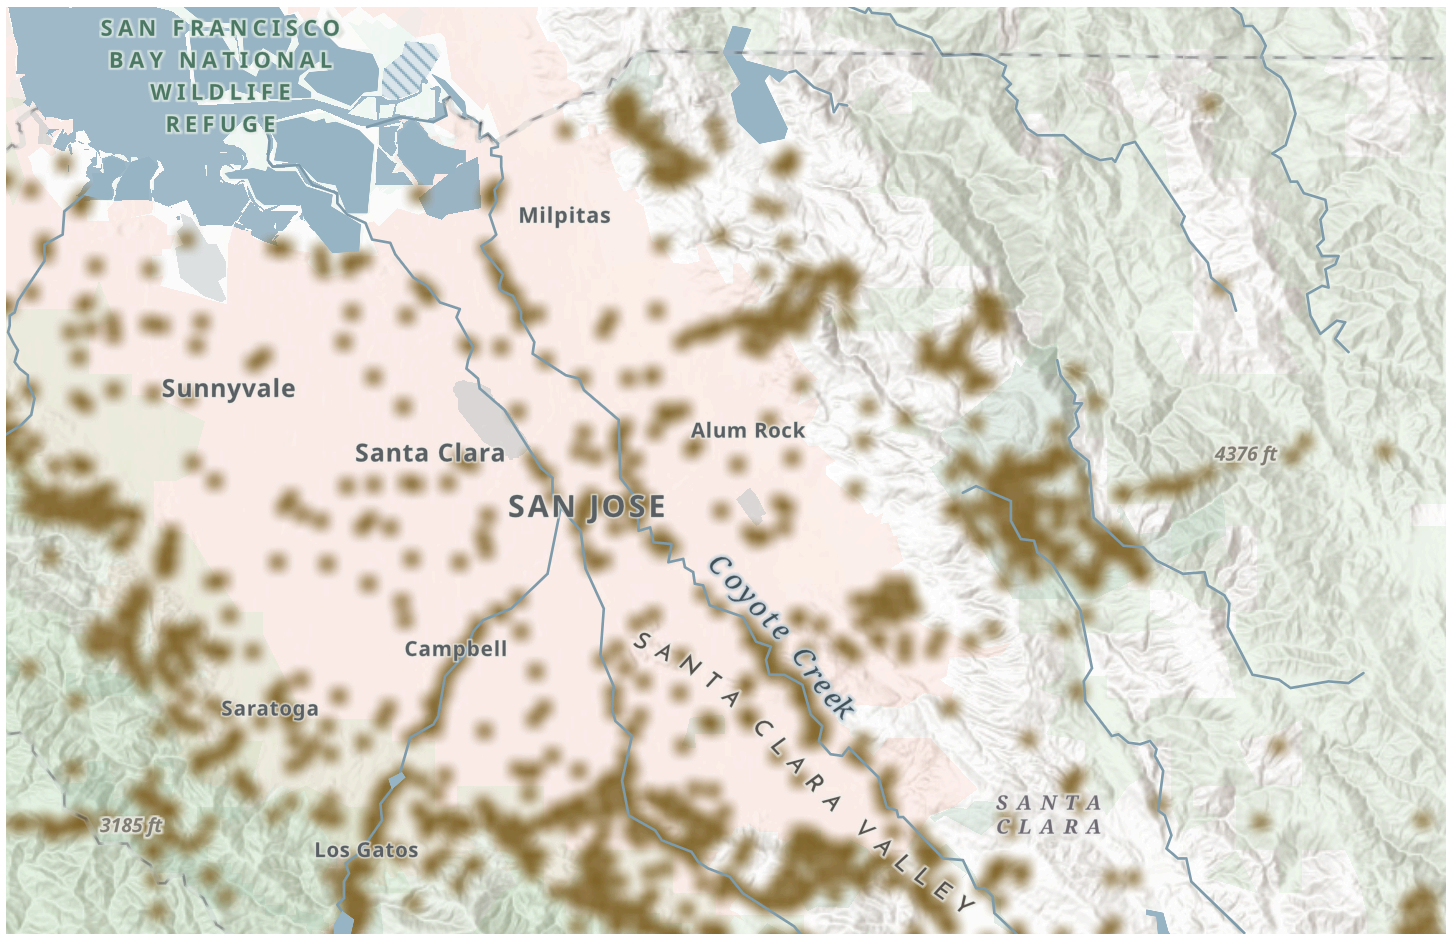 SAN FRANCISCO
BAY NATIONAL
WILDLIFE
REFUGE
Milpitas
Sunnyvale
Alum Rock
Santa Clara
4376 ft
SAN JOSE
Coyote Creek
Campbell
SANTA CLARA VALLEY
Saratoga
SANTA
CLARA
3185 ft
Los Gatos